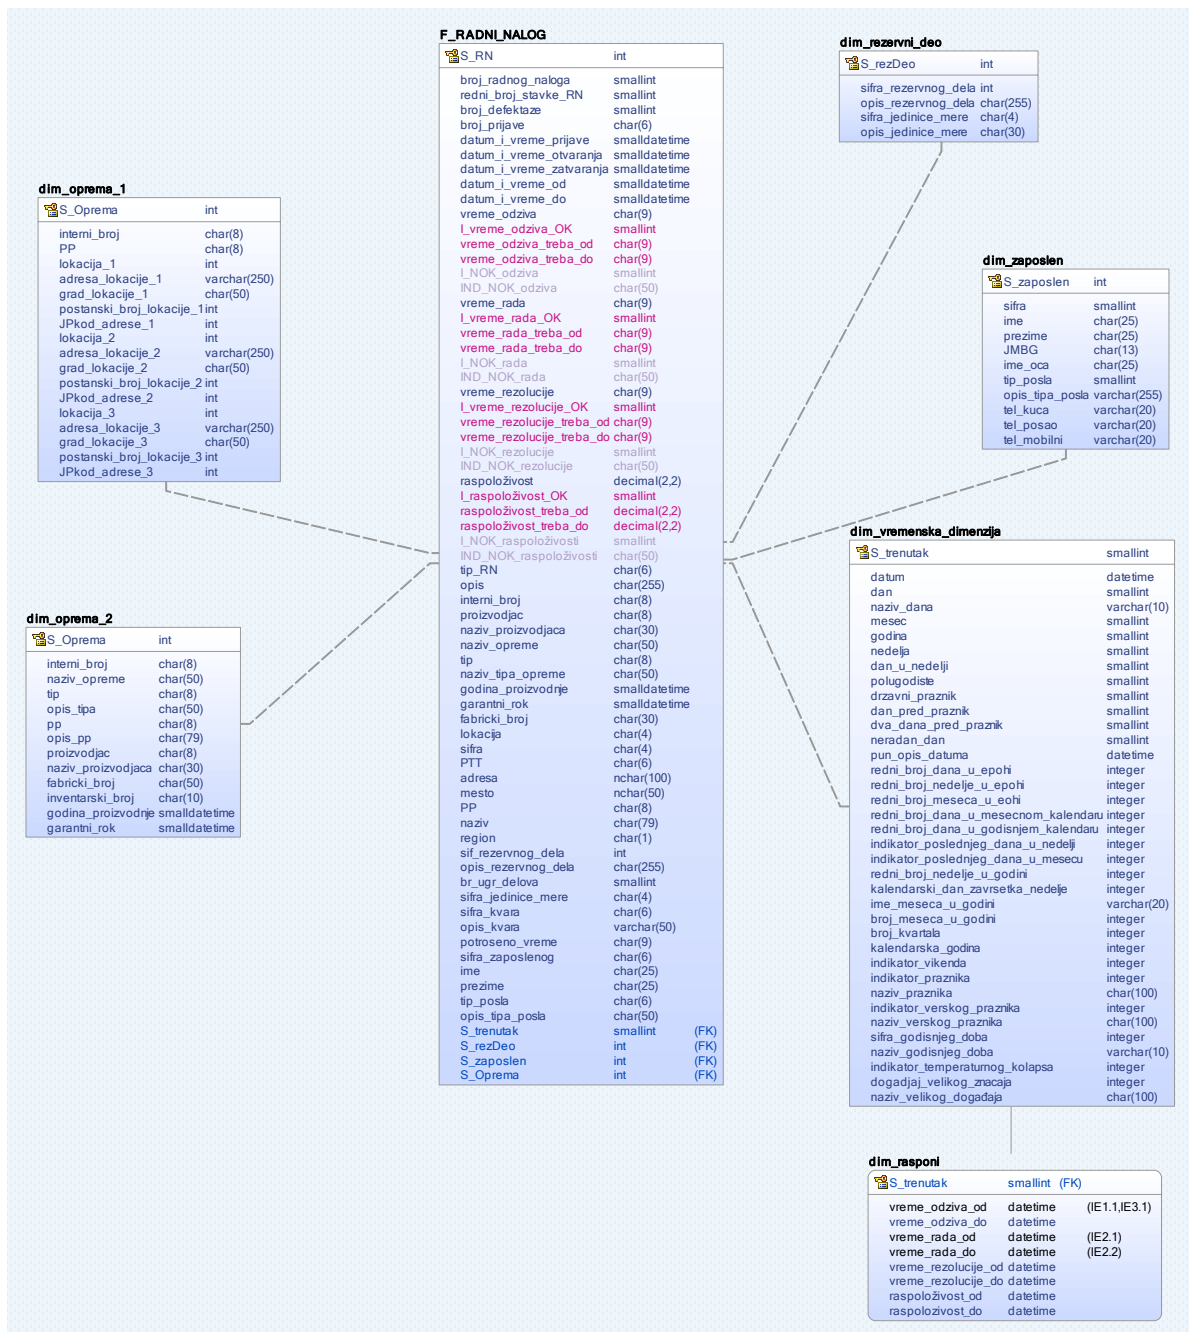 F_RADNI_NALOG
S_RN int
broj_radnog_naloga smallint
redni_broj_stavke_RN smallint
broj_defektaze smallint
broj_prijave char(6)
datum_i_vreme_prijave smalldatetime
datum_i_vreme_otvaranja smalldatetime
datum_i_vreme_zatvaranja smalldatetime
datum_i_vreme_od smalldatetime
datum_i_vreme_do smalldatetime
vreme_odziva char(9)
I_vreme_odziva_OK smallint
vreme_odziva_treba_od char(9)
vreme_odziva_treba_do char(9)
I_NOK_odziva smallint
IND_NOK_odziva char(50)
vreme_rada char(9)
I_vreme_rada_OK smallint
vreme_rada_treba_od char(9)
vreme_rada_treba_do char(9)
I_NOK_rada smallint
IND_NOK_rada char(50)
vreme_rezolucije char(9)
I_vreme_rezolucije_OK smallint
vreme_rezolucije_treba_od char(9)
vreme_rezolucije_treba_do char(9)
I_NOK_rezolucije smallint
IND_NOK_rezolucije char(50)
raspoloživost decimal(2,2)
I_raspoloživost_OK smallint
raspoloživost_treba_od decimal(2,2)
raspoloživost_treba_do decimal(2,2)
I_NOK_raspoloživosti smallint
IND_NOK_raspoloživosti char(50)
tip_RN char(6)
opis char(255)
interni_broj char(8)
proizvodjac char(8)
naziv_proizvodjaca char(30)
naziv_opreme char(50)
tip char(8)
naziv_tipa_opreme char(50)
godina_proizvodnje smalldatetime
garantni_rok smalldatetime
fabricki_broj char(30)
lokacija char(4)
sifra char(4)
PTT char(6)
adresa nchar(100)
mesto nchar(50)
PP char(8)
naziv char(79)
region char(1)
sif_rezervnog_dela int
opis_rezervnog_dela char(255)
br_ugr_delova smallint
sifra_jedinice_mere char(4)
sifra_kvara char(6)
opis_kvara varchar(50)
potroseno_vreme char(9)
sifra_zaposlenog char(6)
ime char(25)
prezime char(25)
tip_posla char(6)
opis_tipa_posla char(50)
S_trenutak smallint (FK)
S_rezDeo int (FK)
S_zaposlen int (FK)
S_Oprema int (FK)
dim_rezervni_deo
S_rezDeo int
sifra_rezervnog_dela int
opis_rezervnog_dela char(255)
sifra_jedinice_mere char(4)
opis_jedinice_mere char(30)
dim_oprema_1
S_Oprema int
interni_broj char(8)
PP char(8)
lokacija_1 int
adresa_lokacije_1 varchar(250)
grad_lokacije_1 char(50)
postanski_broj_lokacije_1 int
JPkod_adrese_1 int
lokacija_2 int
adresa_lokacije_2 varchar(250)
grad_lokacije_2 char(50)
postanski_broj_lokacije_2 int
JPkod_adrese_2 int
lokacija_3 int
adresa_lokacije_3 varchar(250)
grad_lokacije_3 char(50)
postanski_broj_lokacije_3 int
JPkod_adrese_3 int
dim_zaposlen
S_zaposlen int
sifra smallint
ime char(25)
prezime char(25)
JMBG char(13)
ime_oca char(25)
tip_posla smallint
opis_tipa_posla varchar(255)
tel_kuca varchar(20)
tel_posao varchar(20)
tel_mobilni varchar(20)
dim_oprema_2
S_Oprema int
interni_broj char(8)
naziv_opreme char(50)
tip char(8)
opis_tipa char(50)
pp char(8)
opis_pp char(79)
proizvodjac char(8)
naziv_proizvodjaca char(30)
fabricki_broj char(50)
inventarski_broj char(10)
godina_proizvodnje smalldatetime
garantni_rok smalldatetime
dim_vremenska_dimenzija
S_trenutak smallint
datum datetime
dan smallint
naziv_dana varchar(10)
mesec smallint
godina smallint
nedelja smallint
dan_u_nedelji smallint
polugodiste smallint
drzavni_praznik smallint
dan_pred_praznik smallint
dva_dana_pred_praznik smallint
neradan_dan smallint
pun_opis_datuma datetime
redni_broj_dana_u_epohi integer
redni_broj_nedelje_u_epohi integer
redni_broj_meseca_u_eohi integer
redni_broj_dana_u_mesecnom_kalendaru integer
redni_broj_dana_u_godisnjem_kalendaru integer
indikator_poslednjeg_dana_u_nedelji integer
indikator_poslednjeg_dana_u_mesecu integer
redni_broj_nedelje_u_godini integer
kalendarski_dan_zavrsetka_nedelje integer
ime_meseca_u_godini varchar(20)
broj_meseca_u_godini integer
broj_kvartala integer
kalendarska_godina integer
indikator_vikenda integer
indikator_praznika integer
naziv_praznika char(100)
indikator_verskog_praznika integer
naziv_verskog_praznika char(100)
sifra_godisnjeg_doba integer
naziv_godisnjeg_doba varchar(10)
indikator_temperaturnog_kolapsa integer
dogadjaj_velikog_znacaja integer
naziv_velikog_događaja char(100)
dim_rasponi
S_trenutak smallint (FK)
vreme_odziva_od datetime (IE1.1,IE3.1)
vreme_odziva_do datetime
vreme_rada_od datetime (IE2.1)
vreme_rada_do datetime (IE2.2)
vreme_rezolucije_od datetime
vreme_rezolucije_do datetime
raspoloživost_od datetime
raspolozivost_do datetime